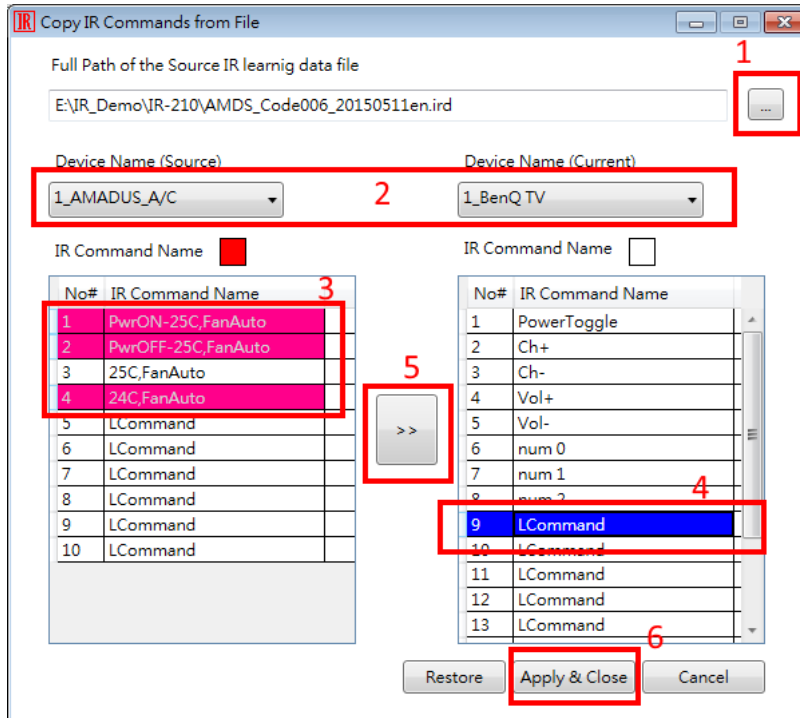 IR Copy IR Commands from File
1
Full Path of the Source IR learnig data file
E:\IR_Demo\IR-210\AMDS_Code006_20150511en.ird
...
Device Name (Source)
Device Name (Current)
1_AMADUS_A/C
2
1_BenQ TV
IR Command Name
IR Command Name
3
No# IR Command Name
1 PwrON-25C,FanAuto
2 PwrOFF-25C,FanAuto
3 25C,FanAuto
4 24C,FanAuto
5 LCommand
6 LCommand
7 LCommand
8 LCommand
9 LCommand
10 LCommand
5
>>
No# IR Command Name
1 PowerToggle
2 Ch+
3 Ch-
4 Vol+
5 Vol-
6 num 0
7 num 1
8 num 2
4
9 LCommand
10 LCommand
11 LCommand
12 LCommand
13 LCommand
6
Restore
Apply & Close
Cancel